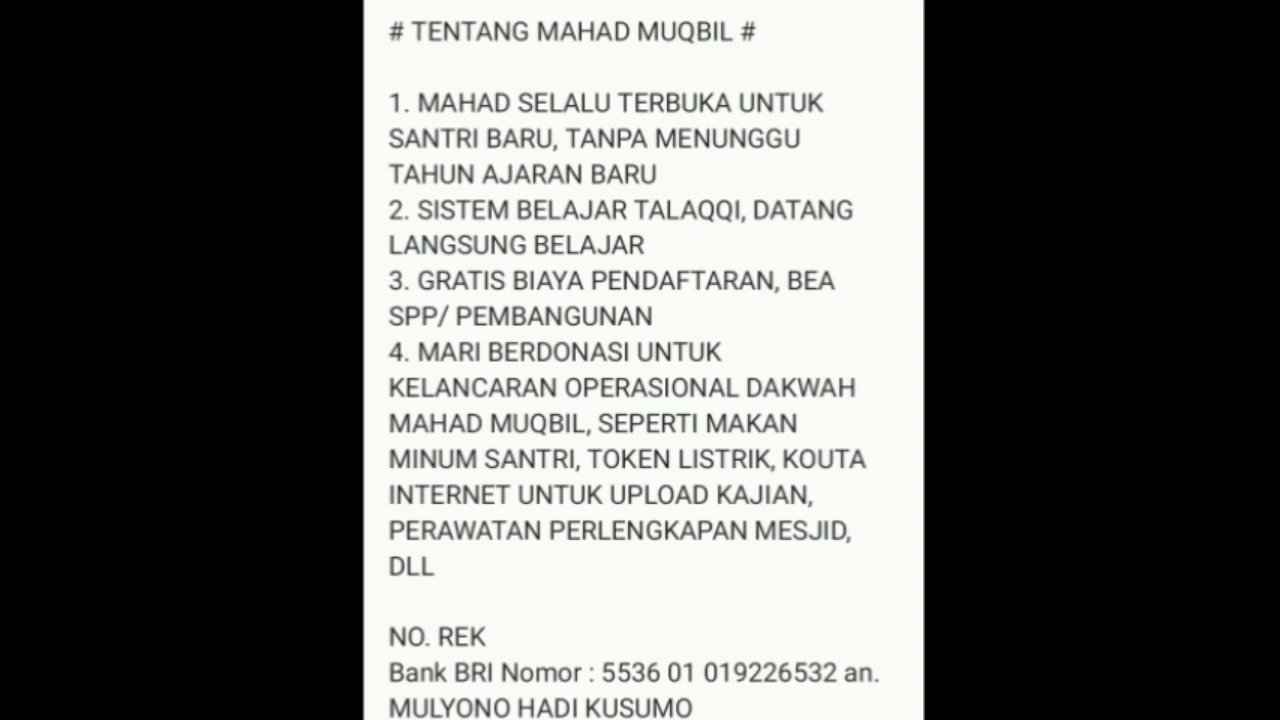 # TENTANG MAHAD MUQBIL #
1. MAHAD SELALU TERBUKA UNTUK
SANTRI BARU, TANPA MENUNGGU
TAHUN AJARAN BARU
2. SISTEM BELAJAR TALAQQI, DATANG
LANGSUNG BELAJAR
3. GRATIS BIAYA PENDAFTARAN, BEA
SPP/ PEMBANGUNAN
4. MARI BERDONASI UNTUK
KELANCARAN OPERASIONAL DAKWAH
MAHAD MUQBIL, SEPERTI MAKAN
MINUM SANTRI, TOKEN LISTRIK, KOUTA
INTERNET UNTUK UPLOAD KAJIAN,
PERAWATAN PERLENGKAPAN MESJID,
DLL
NO. REK
Bank BRI Nomor : 5536 01 019226532 an.
MULYONO HADI KUSUMO